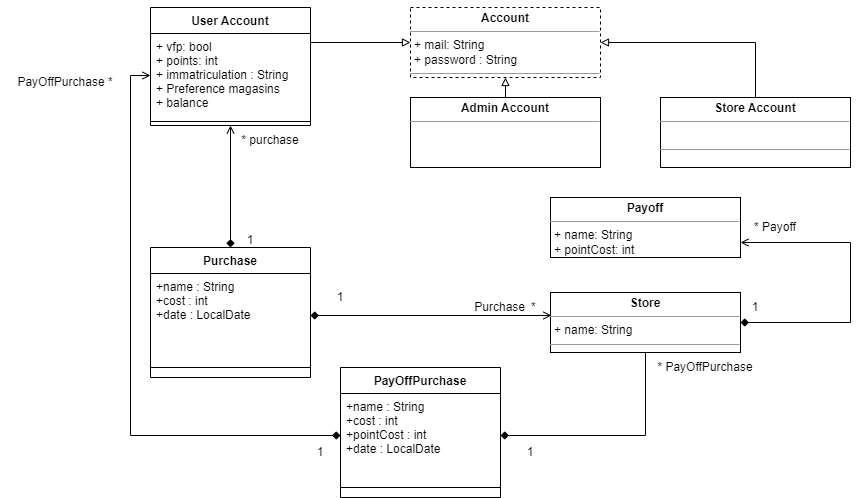 User Account
+ vfp: bool
+ points: int
+ immatriculation : String
+ Preference magasins
+ balance
Account
+ mail: String
+ password : String
Admin Account
Store Account
PayOffPurchase *
* purchase
1
Purchase
+name : String
+cost : int
+date : LocalDate
Payoff
+ name: String
+ pointCost: int
* Payoff
1
Purchase *
Store
+ name: String
1
* PayOffPurchase
PayOffPurchase
+name : String
+cost : int
+pointCost : int
+date : LocalDate
1
1